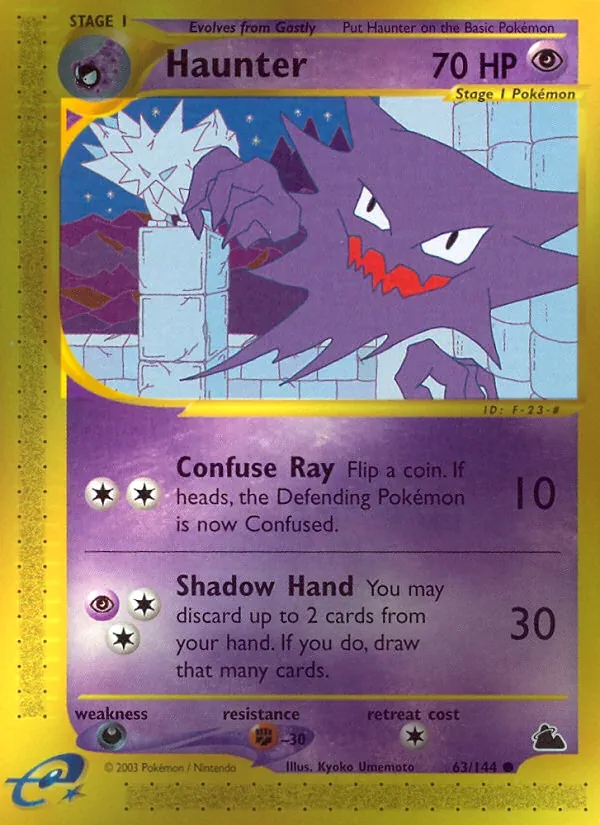 STAGE 1
Evolves from Gastly Put Haunter on the Basic Pokémon
Haunter 70 HP
Stage 1 Pokémon
ID: F-23-#
Confuse Ray Flip a coin. If
heads, the Defending Pokémon
is now Confused.
10
Shadow Hand You may
discard up to 2 cards from
your hand. If you do, draw
that many cards.
30
weakness resistance retreat cost
-30
© 2003 Pokémon / Nintendo Illus. Kyoko Umemoto 63/144
e